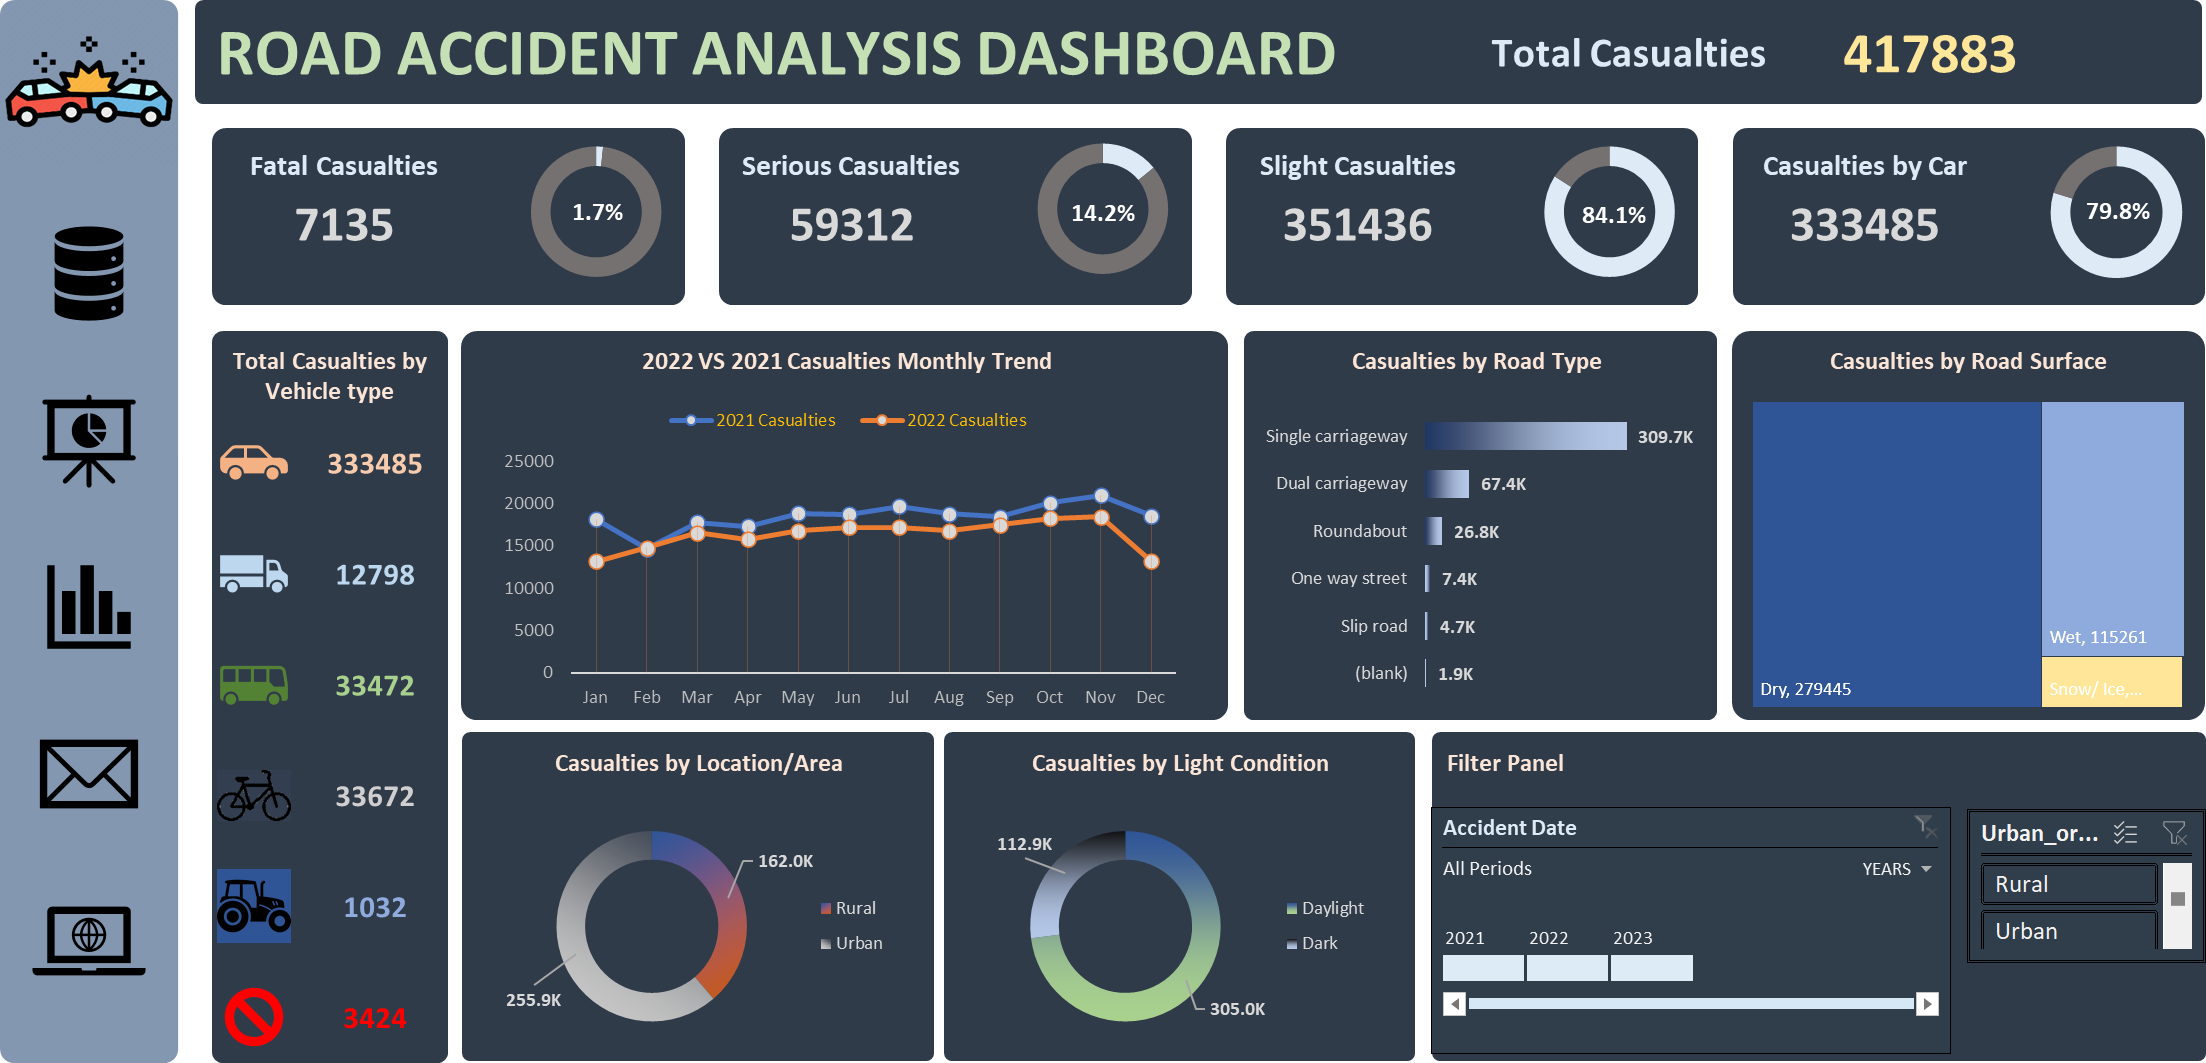 ROAD ACCIDENT ANALYSIS DASHBOARD
Total Casualties
417883
Fatal Casualties
7135
1.7%
Serious Casualties
59312
14.2%
Slight Casualties
351436
84.1%
Casualties by Car
333485
79.8%
Total Casualties by
Vehicle type
333485
12798
33472
33672
1032
3424
2022 VS 2021 Casualties Monthly Trend
2021 Casualties
2022 Casualties
25000
20000
15000
10000
5000
0
Jan
Feb
Mar
Apr
May
Jun
Jul
Aug
Sep
Oct
Nov
Dec
Casualties by Road Type
Single carriageway
309.7K
Dual carriageway
67.4K
Roundabout
26.8K
One way street
7.4K
Slip road
4.7K
(blank)
1.9K
Casualties by Road Surface
Dry, 279445
Wet, 115261
Snow/ Ice,...
Casualties by Location/Area
162.0K
255.9K
Rural
Urban
Casualties by Light Condition
112.9K
305.0K
Daylight
Dark
Filter Panel
Accident Date
All Periods
YEARS
2021
2022
2023
Urban_or...
Rural
Urban